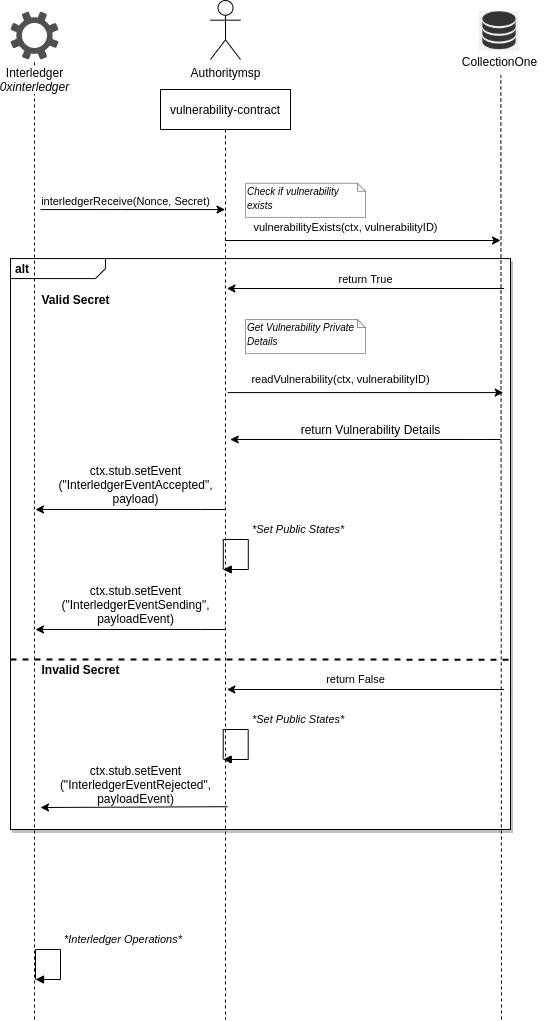 Interledger
0xinterledger
Authoritymsp
CollectionOne
vulnerability-contract
Check if vulnerability
exists
interledgerReceive(Nonce, Secret)
vulnerabilityExists(ctx, vulnerabilityID)
alt
return True
Valid Secret
Get Vulnerability Private
Details
readVulnerability(ctx, vulnerabilityID)
return Vulnerability Details
ctx.stub.setEvent
("InterledgerEventAccepted",
payload)
*Set Public States*
ctx.stub.setEvent
("InterledgerEventSending",
payloadEvent)
Invalid Secret
return False
*Set Public States*
ctx.stub.setEvent
("InterledgerEventRejected",
payloadEvent)
*Interledger Operations*